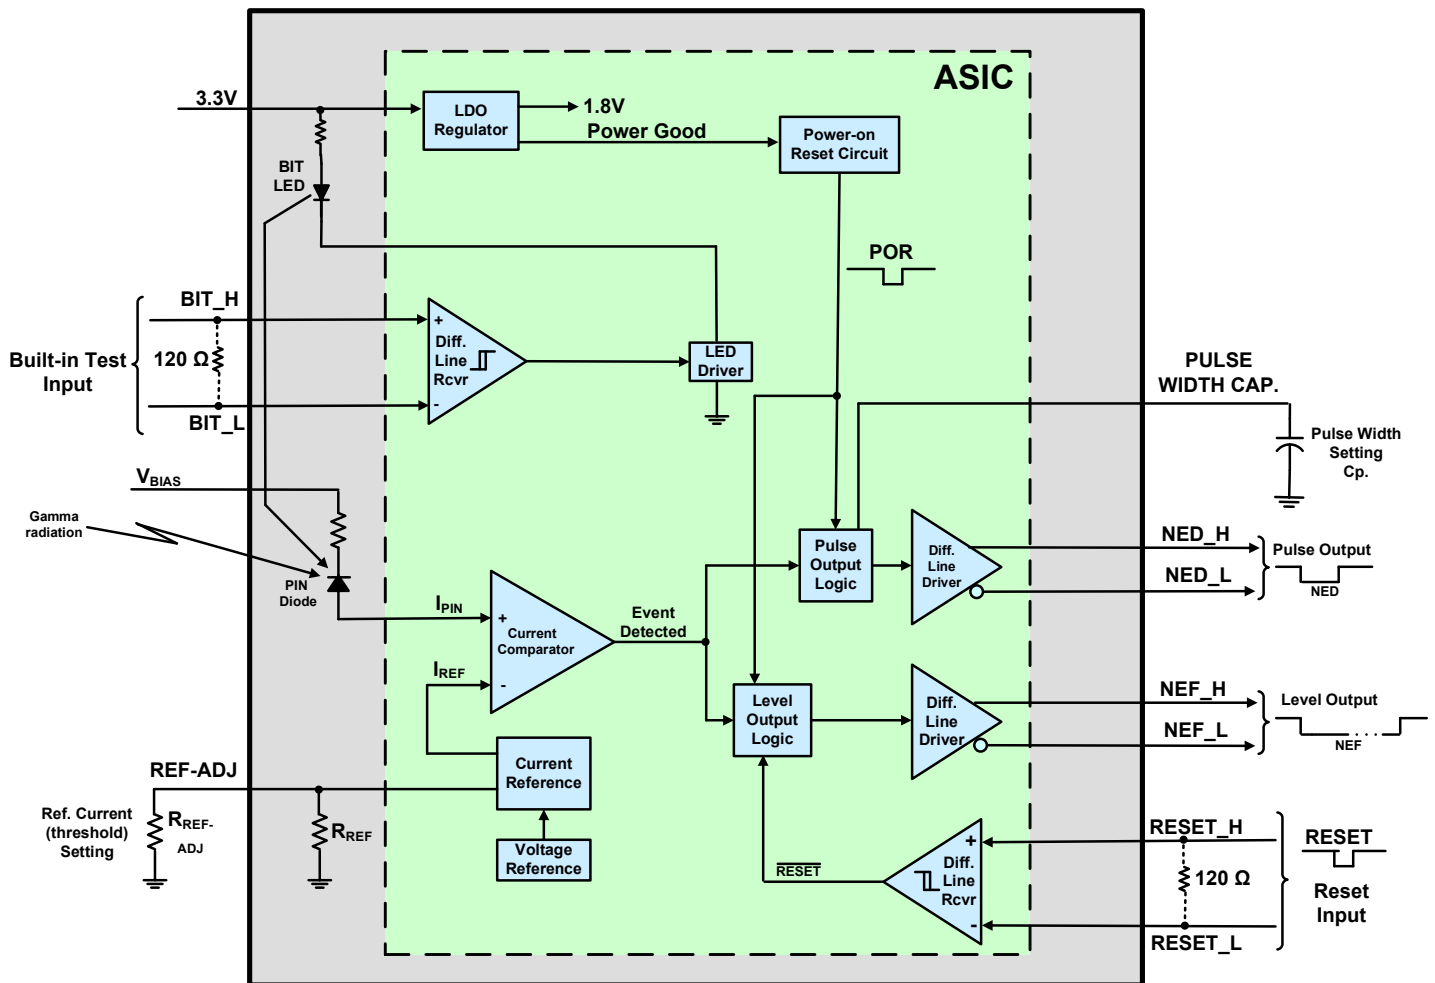 ASIC
3.3V
LDO
Regulator
1.8V
Power Good
Power-on
Reset Circuit
BIT
LED
POR
BIT_H
Built-in Test
Input
120 Ω
BIT_L
+
Diff.
Line
Rcvr
-
LED
Driver
PULSE
WIDTH CAP.
Pulse Width
Setting
Cp.
VBIAS
Gamma
radiation
PIN
Diode
IPIN
IREF
+
Current
Comparator
-
Event
Detected
Pulse
Output
Logic
Diff.
Line
Driver
NED_H
NED_L
Pulse Output
NED
Level
Output
Logic
Diff.
Line
Driver
NEF_H
NEF_L
Level Output
NEF
REF-ADJ
Ref. Current
(threshold)
Setting
RREF-
ADJ
RREF
Current
Reference
Voltage
Reference
RESET
+
Diff.
Line
Rcvr
-
RESET_H
120 Ω
RESET_L
RESET
Reset
Input